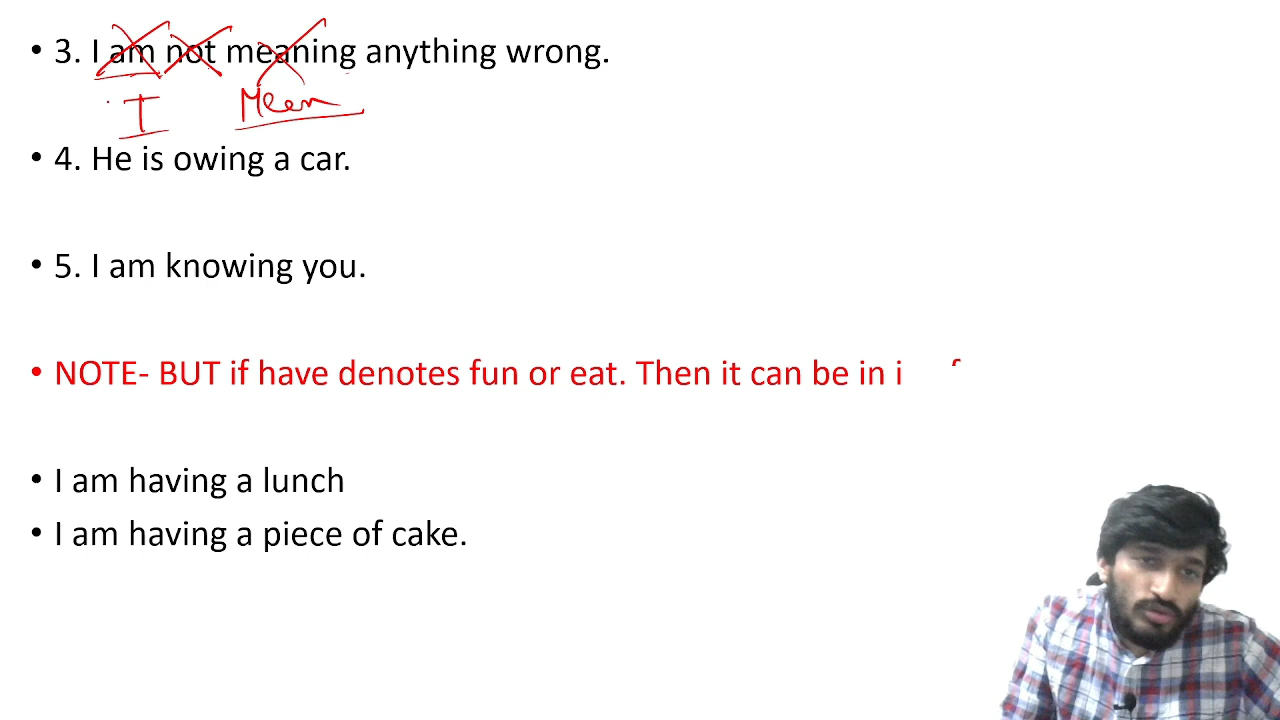 • 3. I am not meaning anything wrong.
I Mean
• 4. He is owing a car.
• 5. I am knowing you.
• NOTE- BUT if have denotes fun or eat. Then it can be in i
• I am having a lunch
• I am having a piece of cake.